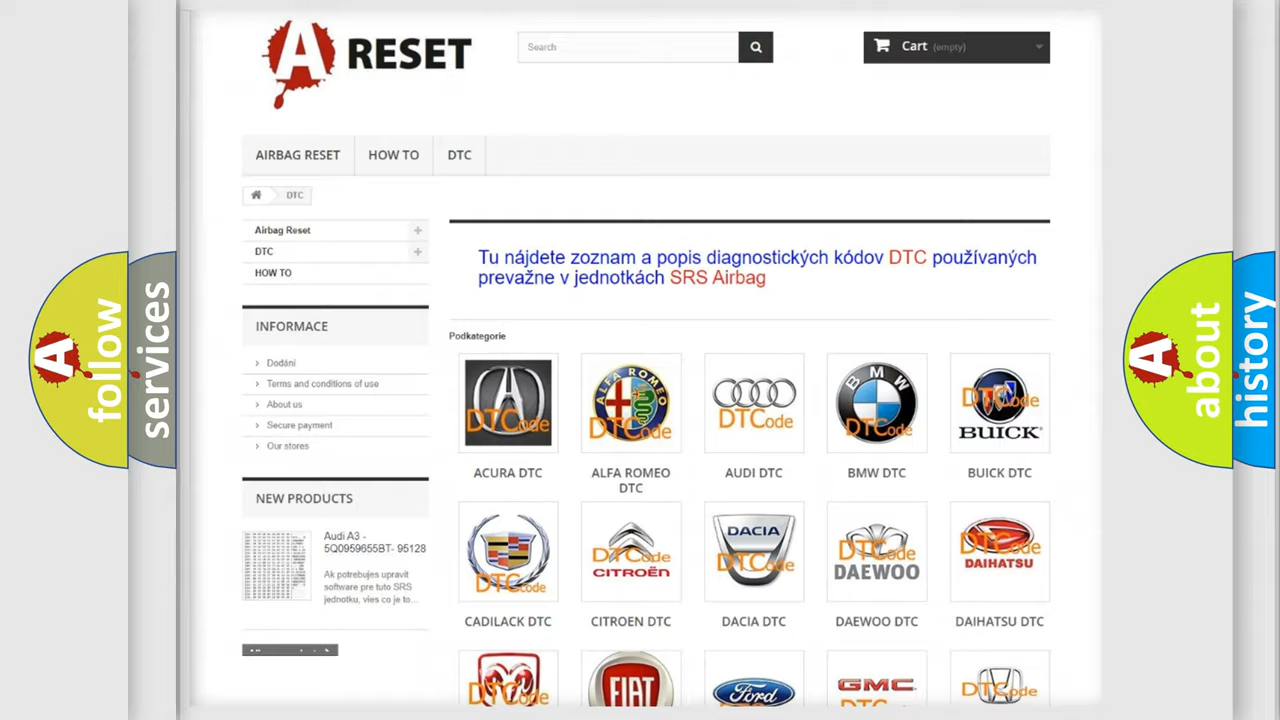 A RESET
Search
Cart (empty)
AIRBAG RESET
HOW TO
DTC
DTC
Airbag Reset
DTC
HOW TO
INFORMACE
Dodání
Terms and conditions of use
About us
Secure payment
Our stores
NEW PRODUCTS
Audi A3 -
5Q0959655BT- 95128
Ak potrebujes upravit
software pre tuto SRS
jednotku, vies co je to...
Tu nájdete zoznam a popis diagnostických kódov DTC používaných
prevažne v jednotkách SRS Airbag
Podkategorie
DTCode
ALFA ROMEO
DTCode
DTCode
BMW
DTCode
DTCode
BUICK
ACURA DTC
ALFA ROMEO
DTC
AUDI DTC
BMW DTC
BUICK DTC
DTCode
DTCode
CITROËN
DACIA
DTCode
DTCode
DAEWOO
DTCode
DAIHATSU
CADILACK DTC
CITROEN DTC
DACIA DTC
DAEWOO DTC
DAIHATSU DTC
DTCode
FIAT
Ford
GMC
DTCode
A follow
services
A about
history